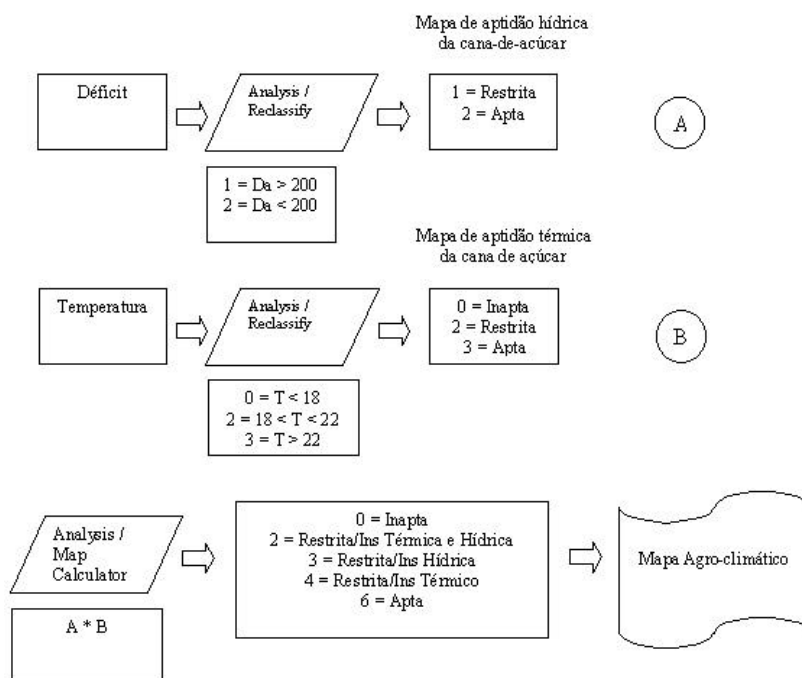 Mapa de aptidão hídrica
da cana-de-açúcar
Déficit
Analysis /
Reclassify
1 = Restrita
2 = Apta
A
1 = Da > 200
2 = Da < 200
Mapa de aptidão térmica
da cana de açúcar
Temperatura
Analysis /
Reclassify
0 = Inapta
2 = Restrita
3 = Apta
B
0 = T < 18
2 = 18 < T < 22
3 = T > 22
Analysis /
Map
Calculator
0 = Inapta
2 = Restrita/Ins Térmica e Hídrica
3 = Restrita/Ins Hídrica
4 = Restrita/Ins Térmico
6 = Apta
Mapa Agro-climático
A * B